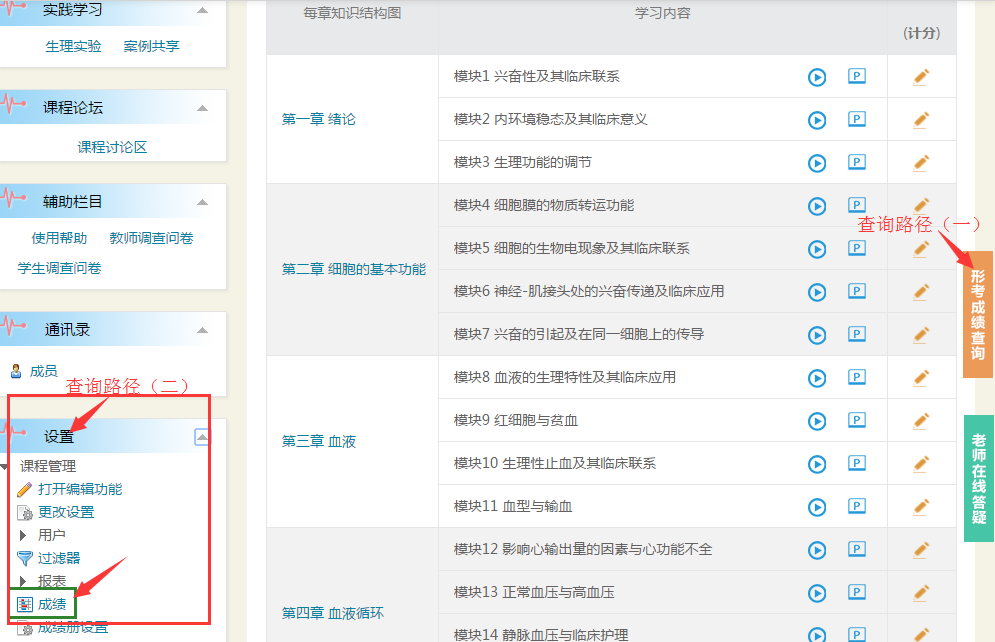 实践学习
生理实验 案例共享
课程论坛
课程讨论区
辅助栏目
使用帮助 教师调查问卷
学生调查问卷
通讯录
成员
查询路径（二）
设置
课程管理
打开编辑功能
更改设置
用户
过滤器
报表
成绩
成绩册设置
每章知识结构图 学习内容
(计分)
第一章 绪论
模块1 兴奋性及其临床联系 P
模块2 内环境稳态及其临床意义 P
模块3 生理功能的调节 P
第二章 细胞的基本功能
模块4 细胞膜的物质转运功能 P
模块5 细胞的生物电现象及其临床联系 P
模块6 神经-肌接头处的兴奋传递及临床应用 P
模块7 兴奋的引起及在同一细胞上的传导 P
第三章 血液
模块8 血液的生理特性及其临床应用 P
模块9 红细胞与贫血 P
模块10 生理性止血及其临床联系 P
模块11 血型与输血 P
第四章 血液循环
模块12 影响心输出量的因素与心功能不全 P
模块13 正常血压与高血压 P
模块14 静脉血压与临床护理 P
查询路径（一）
形考成绩查询
老师在线答疑